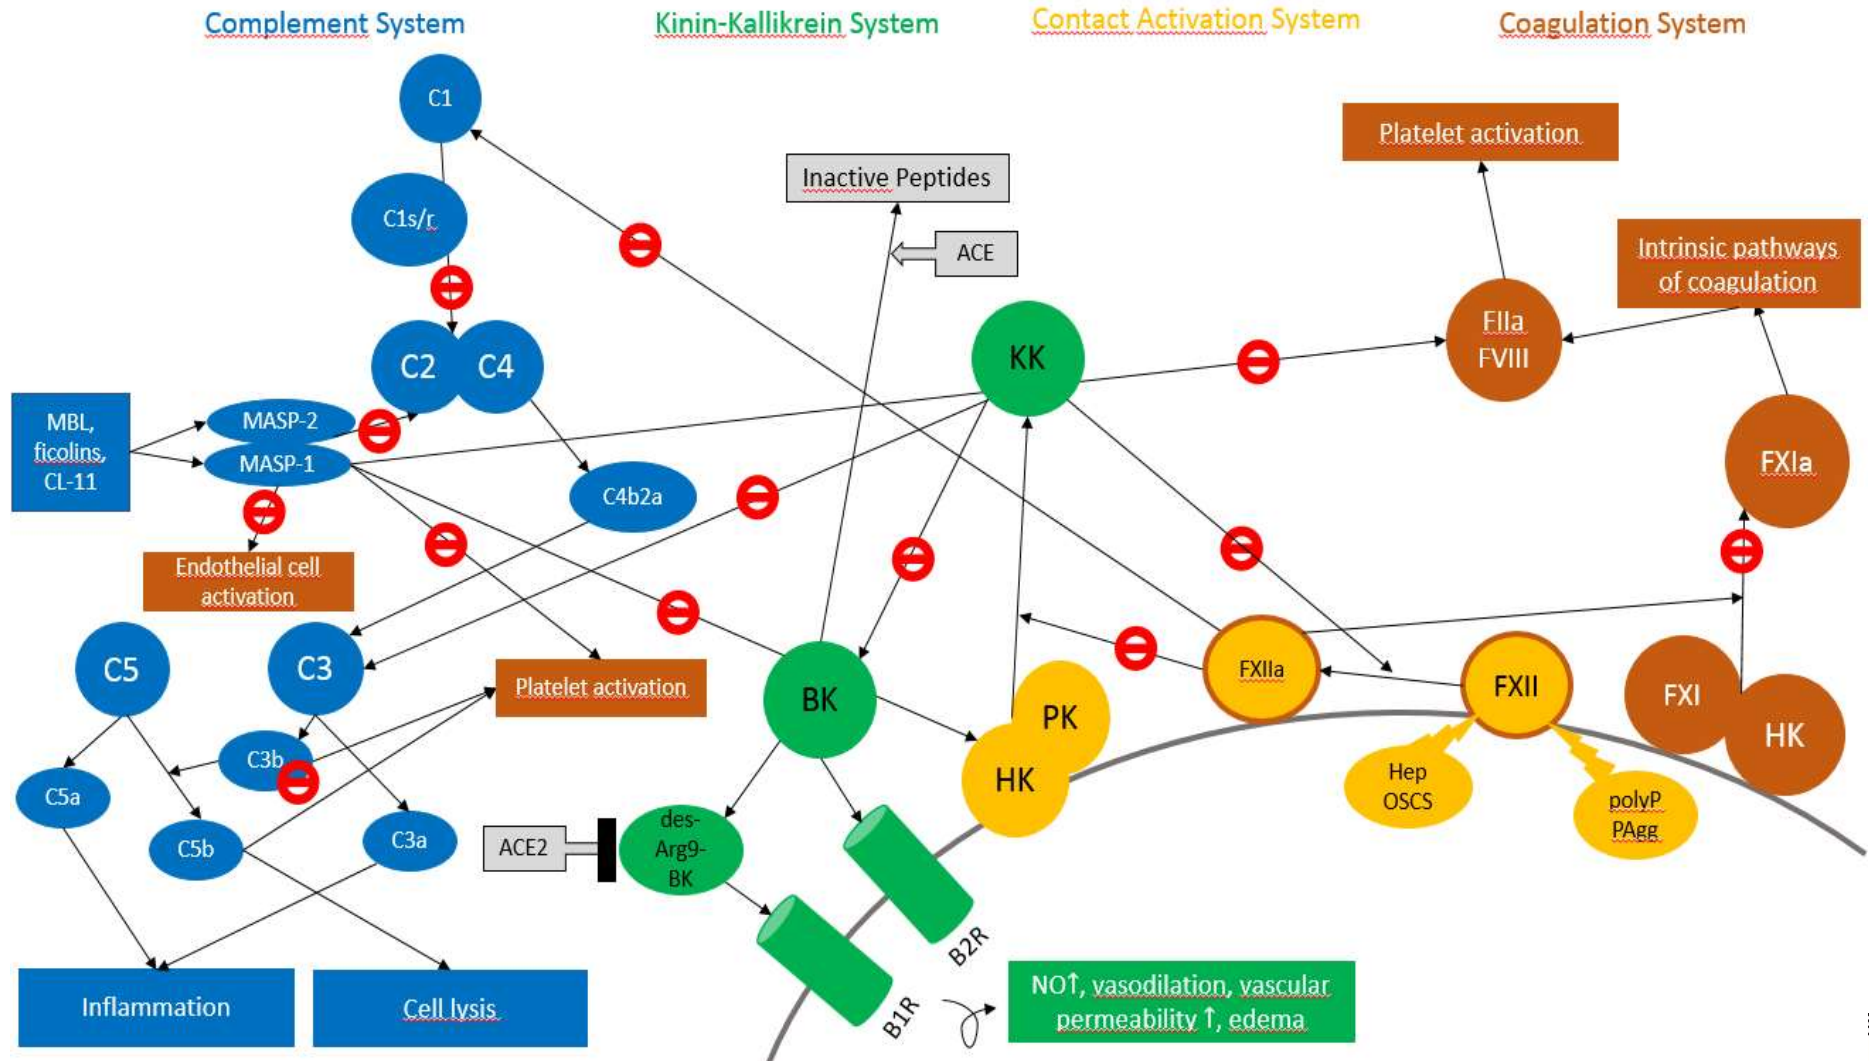 Complement System
Kinin-Kallikrein System
Contact Activation System
Coagulation System
C1
C1s/r
C2
C4
MBL,
ficolins,
CL-11
MASP-2
MASP-1
C4b2a
Endothelial cell
activation
C5
C3
Platelet activation
C3b
C5a
C5b
C3a
Inflammation
Cell lysis
Inactive Peptides
ACE
KK
BK
ACE2
des-
Arg9-
BK
B2R
B1R
NO↑, vasodilation, vascular
permeability ↑, edema
PK
HK
FXIIa
FXII
Hep
OSCS
polyP
PAgg
Platelet activation
Intrinsic pathways
of coagulation
FIIa
FVIII
FXIa
FXI
HK